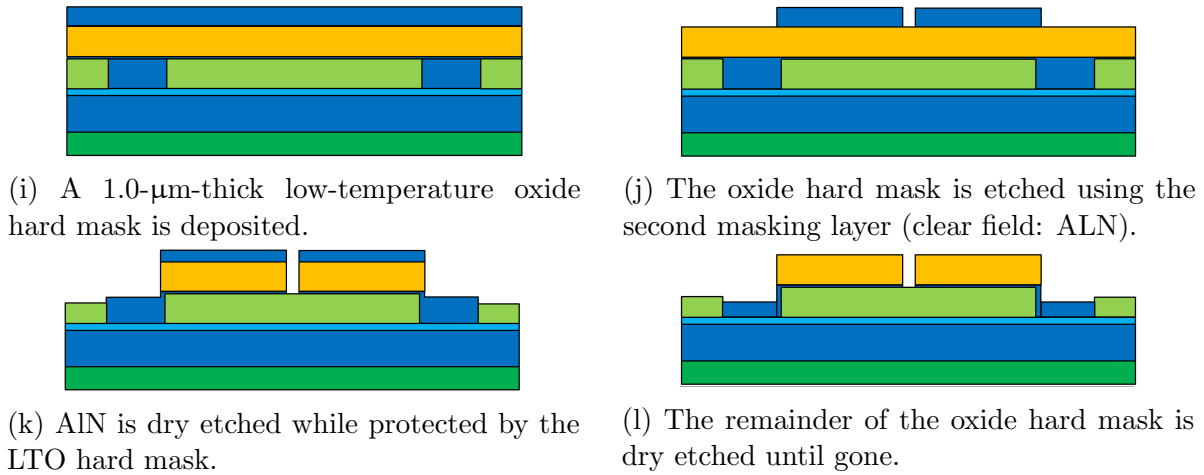 (i) A 1.0-µm-thick low-temperature oxide
hard mask is deposited.
(j) The oxide hard mask is etched using the
second masking layer (clear field: ALN).
(k) AlN is dry etched while protected by the
LTO hard mask.
(l) The remainder of the oxide hard mask is
dry etched until gone.